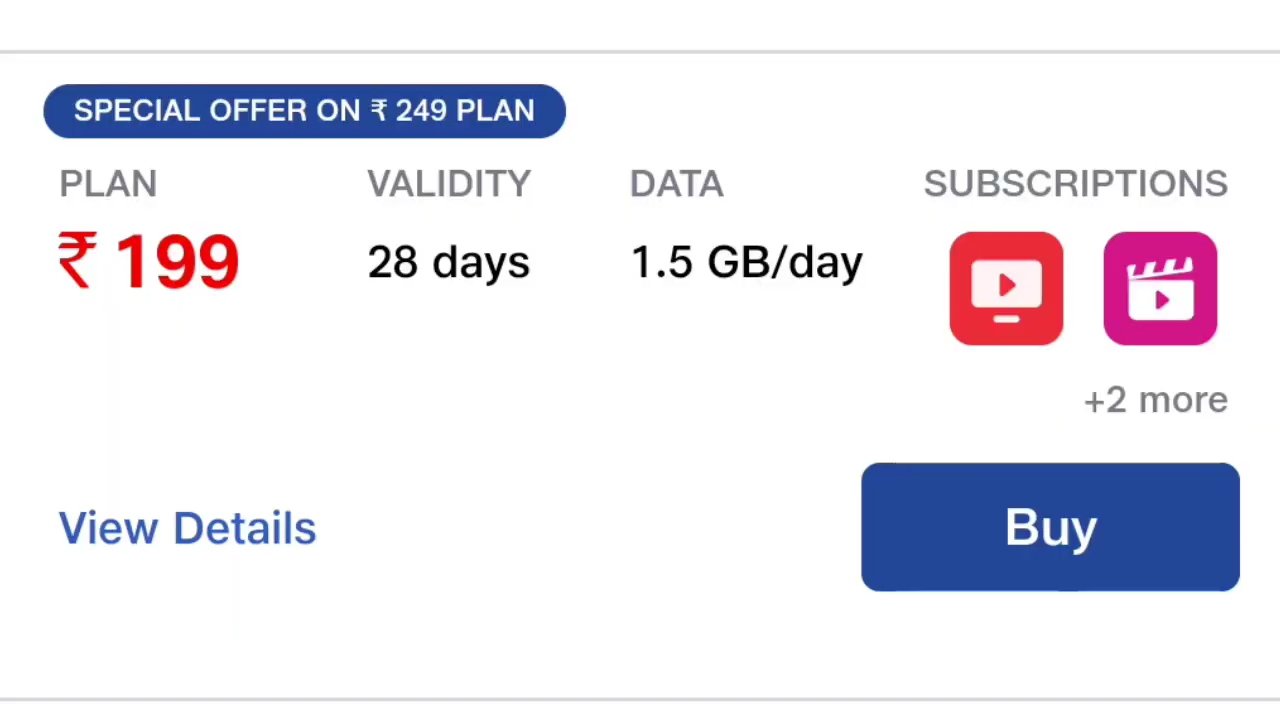 SPECIAL OFFER ON ₹ 249 PLAN
PLAN VALIDITY DATA SUBSCRIPTIONS
₹ 199 28 days 1.5 GB/day
+2 more
View Details Buy